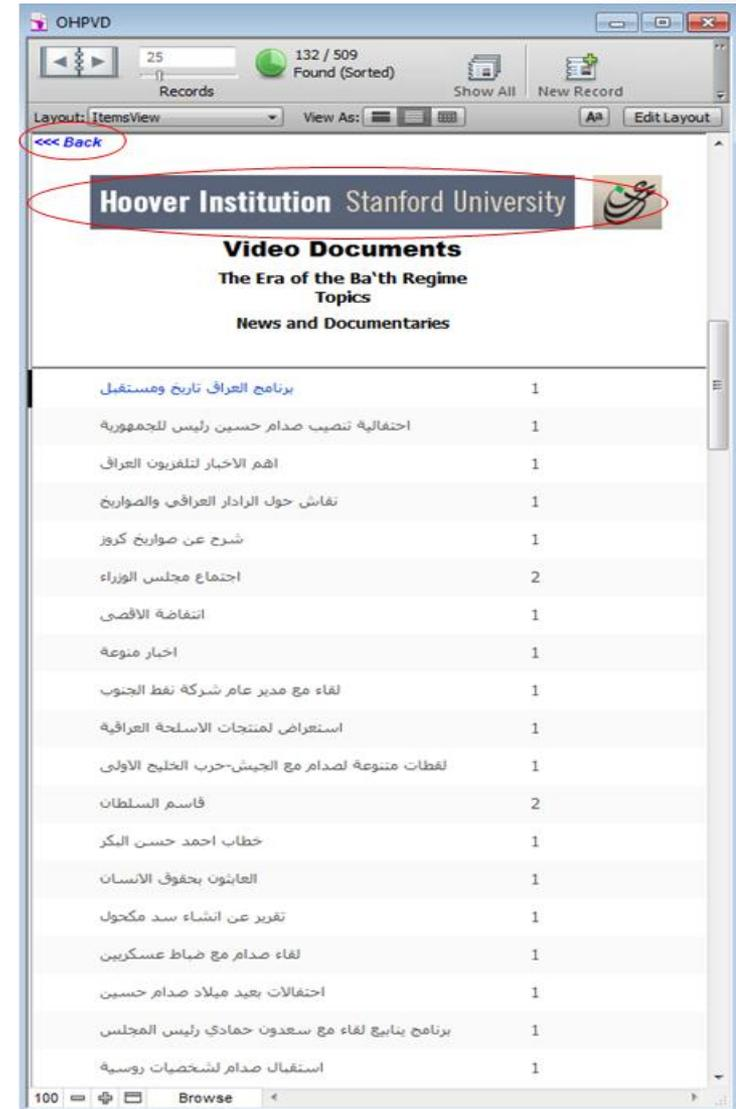 OHPVD
25
132 / 509
Found (Sorted)
Records
Show All
New Record
Layout: ItemsView
View As:
Aa
Edit Layout
<<< Back
Hoover Institution Stanford University
Video Documents
The Era of the Ba'th Regime
Topics
News and Documentaries
برنامج العراق تاريخ ومستقبل 1
احتفالية تنصيب صدام حسين رئيس للجمهورية 1
اهم الاخبار لتلفزيون العراق 1
نقاش حول الرادار العراقي والصواريخ 1
شرح عن صواريخ كروز 1
اجتماع مجلس الوزراء 2
انتفاضة الاقصى 1
اخبار منوعة 1
لقاء مع مدير عام شركة نفط الجنوب 1
استعراض لمنتجات الاسلحة العراقية 1
لقطات متنوعة لصدام مع الجيش-حرب الخليج الاولى 1
قاسم السلطان 2
خطاب احمد حسن البكر 1
العابثون بحقوق الانسان 1
تقرير عن انشاء سد مكحول 1
لقاء صدام مع ضباط عسكريين 1
احتفالات بعيد ميلاد صدام حسين 1
برنامج ينابيع لقاء مع سعدون حمادي رئيس المجلس 1
استقبال صدام لشخصيات روسية 1
100
Browse